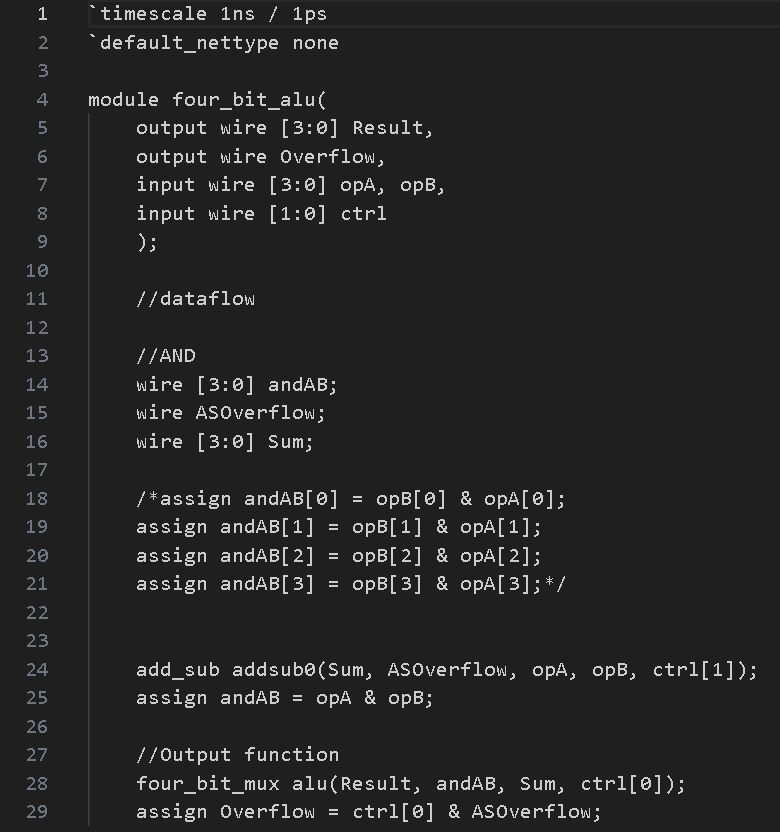 1 `timescale 1ns / 1ps
2 `default_nettype none
3
4 module four_bit_alu(
5     output wire [3:0] Result,
6     output wire Overflow,
7     input wire [3:0] opA, opB,
8     input wire [1:0] ctrl
9     );
10
11     //dataflow
12
13     //AND
14     wire [3:0] andAB;
15     wire ASOverflow;
16     wire [3:0] Sum;
17
18     /*assign andAB[0] = opB[0] & opA[0];
19     assign andAB[1] = opB[1] & opA[1];
20     assign andAB[2] = opB[2] & opA[2];
21     assign andAB[3] = opB[3] & opA[3];*/
22
23
24     add_sub addsub0(Sum, ASOverflow, opA, opB, ctrl[1]);
25     assign andAB = opA & opB;
26
27     //Output function
28     four_bit_mux alu(Result, andAB, Sum, ctrl[0]);
29     assign Overflow = ctrl[0] & ASOverflow;